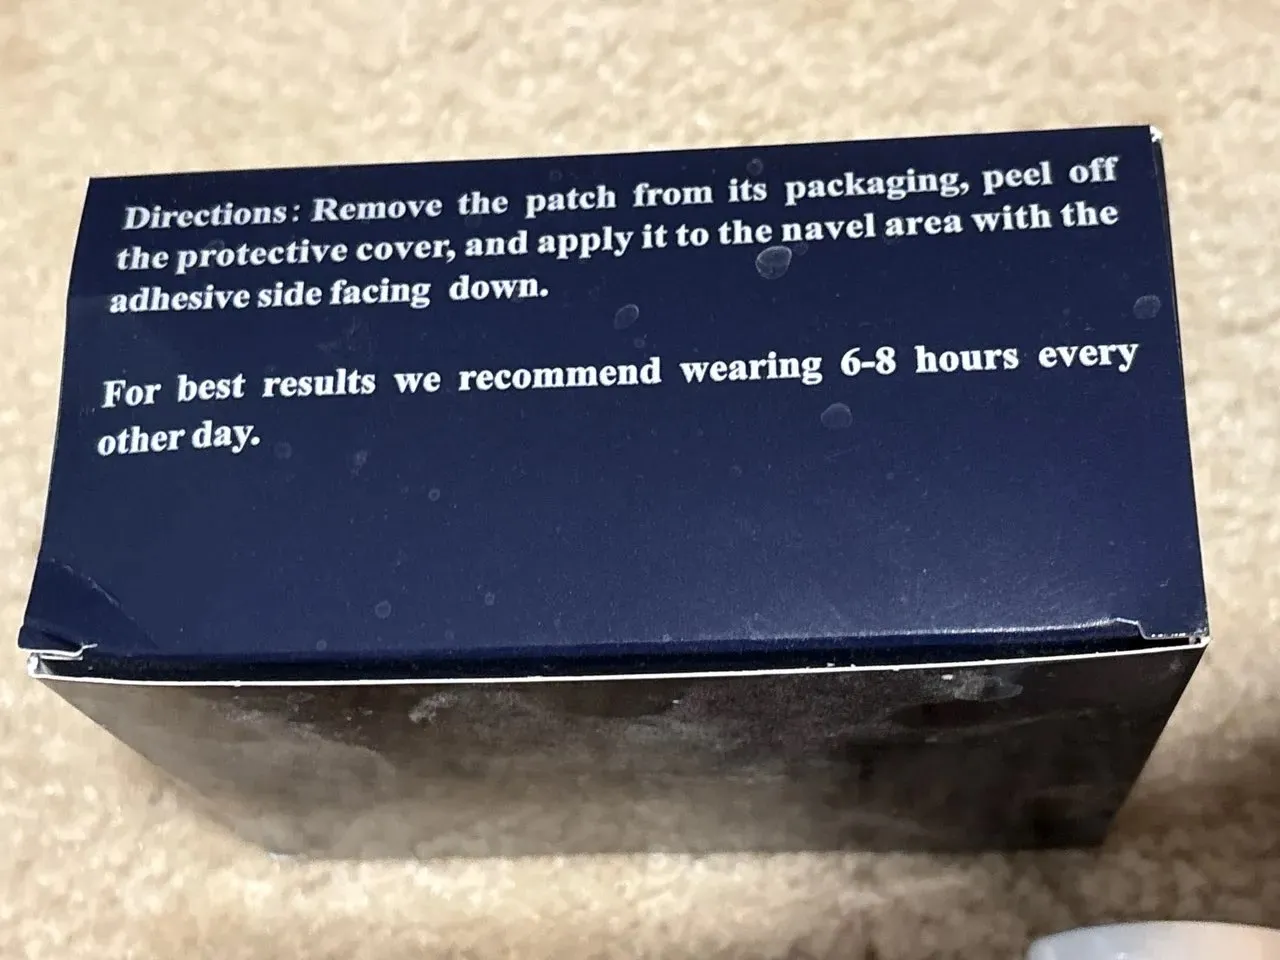 Directions: Remove the patch from its packaging, peel off
the protective cover, and apply it to the navel area with the
adhesive side facing down.
For best results we recommend wearing 6-8 hours every
other day.